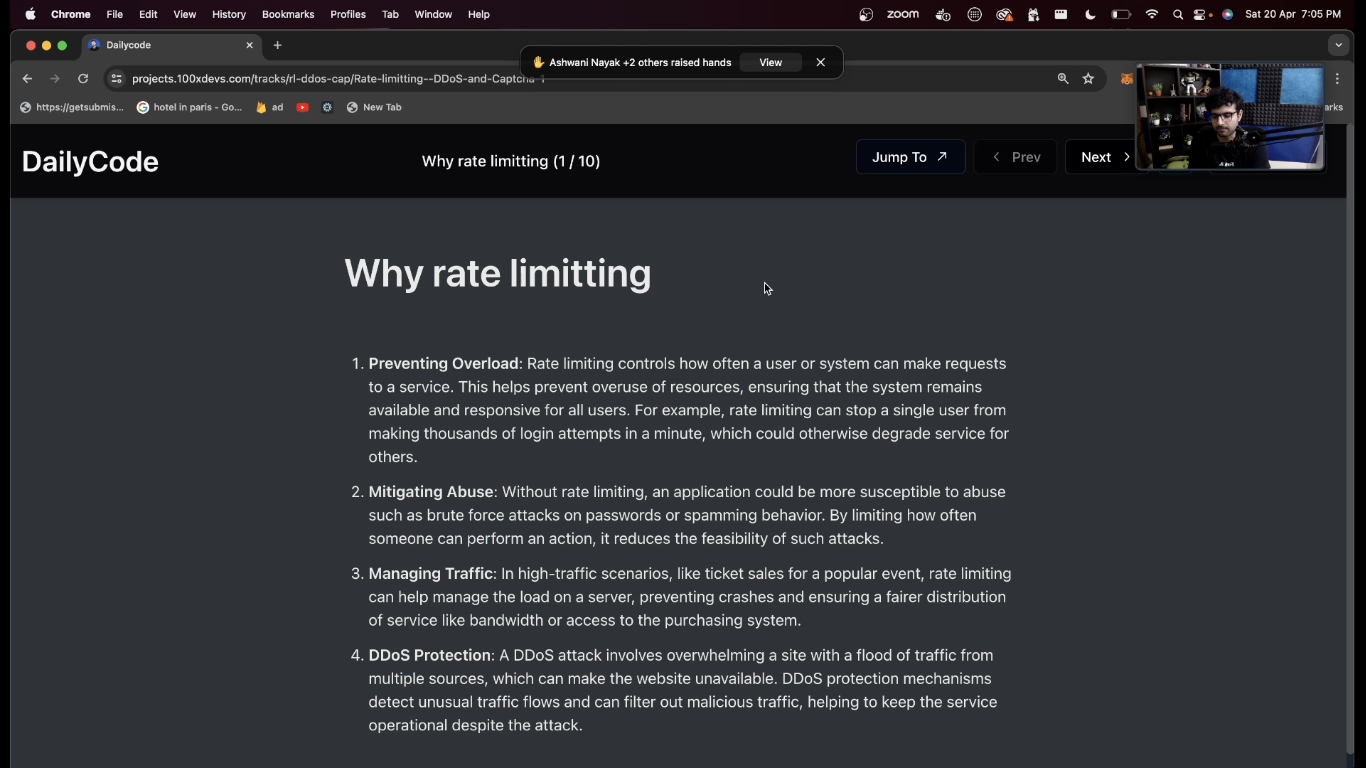 Chrome File Edit View History Bookmarks Profiles Tab Window Help zoom Sat 20 Apr 7:05 PM
Dailycode
✋ Ashwani Nayak +2 others raised hands View
projects.100xdevs.com/tracks/rl-ddos-cap/Rate-limitting--DDoS-and-Captcha-1
https://getsubmis... hotel in paris - Go... ad New Tab arks
DailyCode
Why rate limitting (1 / 10)
Jump To Prev Next
Why rate limitting
1. Preventing Overload: Rate limiting controls how often a user or system can make requests
to a service. This helps prevent overuse of resources, ensuring that the system remains
available and responsive for all users. For example, rate limiting can stop a single user from
making thousands of login attempts in a minute, which could otherwise degrade service for
others.
2. Mitigating Abuse: Without rate limiting, an application could be more susceptible to abuse
such as brute force attacks on passwords or spamming behavior. By limiting how often
someone can perform an action, it reduces the feasibility of such attacks.
3. Managing Traffic: In high-traffic scenarios, like ticket sales for a popular event, rate limiting
can help manage the load on a server, preventing crashes and ensuring a fairer distribution
of service like bandwidth or access to the purchasing system.
4. DDoS Protection: A DDoS attack involves overwhelming a site with a flood of traffic from
multiple sources, which can make the website unavailable. DDoS protection mechanisms
detect unusual traffic flows and can filter out malicious traffic, helping to keep the service
operational despite the attack.